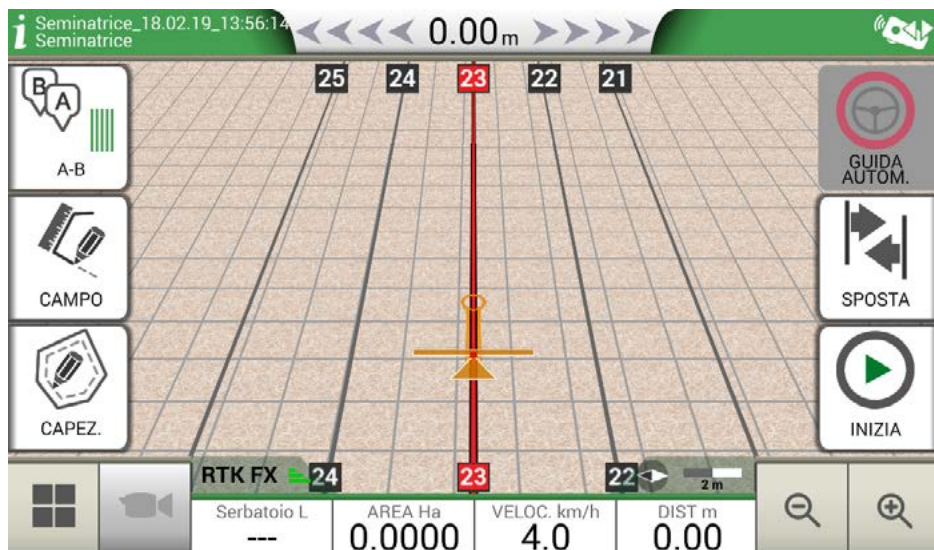 Seminatrice_18.02.19_13:56:14
Seminatrice
0.00 m
25 24 23 22 21
B
A
A-B
GUIDA
AUTOM.
CAMPO
SPOSTA
CAPEZ.
INIZIA
RTK FX
24 23 22
2 m
Serbatoio L
---
AREA Ha
0.0000
VELOC. km/h
4.0
DIST m
0.00